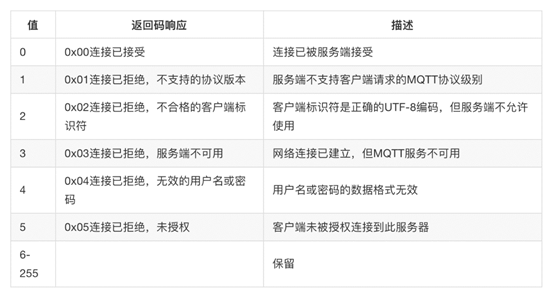 值 返回码响应 描述
0 0x00连接已接受 连接已被服务端接受
1 0x01连接已拒绝，不支持的协议版本 服务端不支持客户端请求的MQTT协议级别
2 0x02连接已拒绝，不合格的客户端标 客户端标识符是正确的UTF-8编码，但服务端不允许
识符 使用
3 0x03连接已拒绝，服务端不可用 网络连接已建立，但MQTT服务不可用
4 0x04连接已拒绝，无效的用户名或密 用户名或密码的数据格式无效
码
5 0x05连接已拒绝，未授权 客户端未被授权连接到此服务器
6- 保留
255